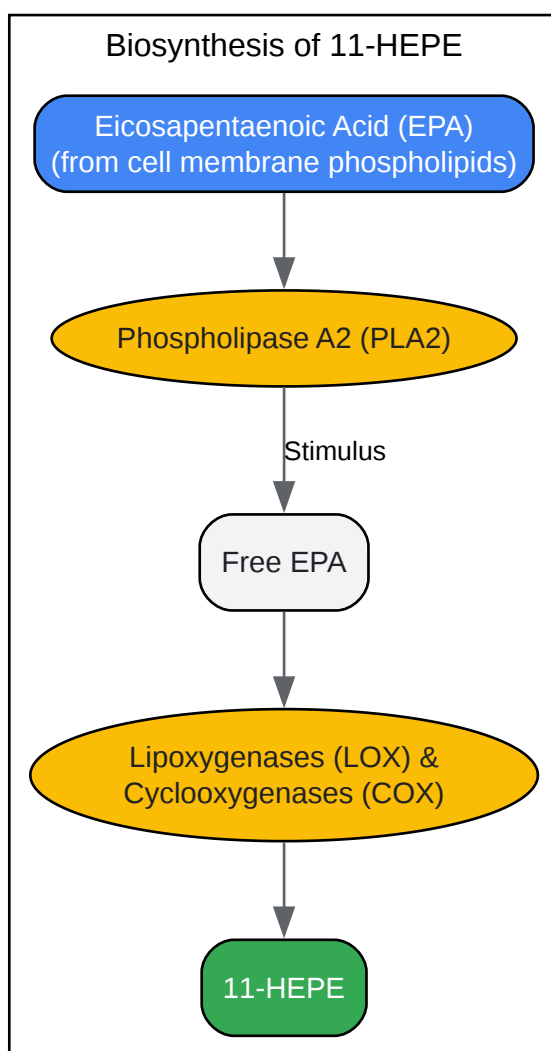 Biosynthesis of 11-HEPE
Eicosapentaenoic Acid (EPA)
(from cell membrane phospholipids)
Phospholipase A2 (PLA2)
Stimulus
Free EPA
Lipoxygenases (LOX) &
Cyclooxygenases (COX)
11-HEPE